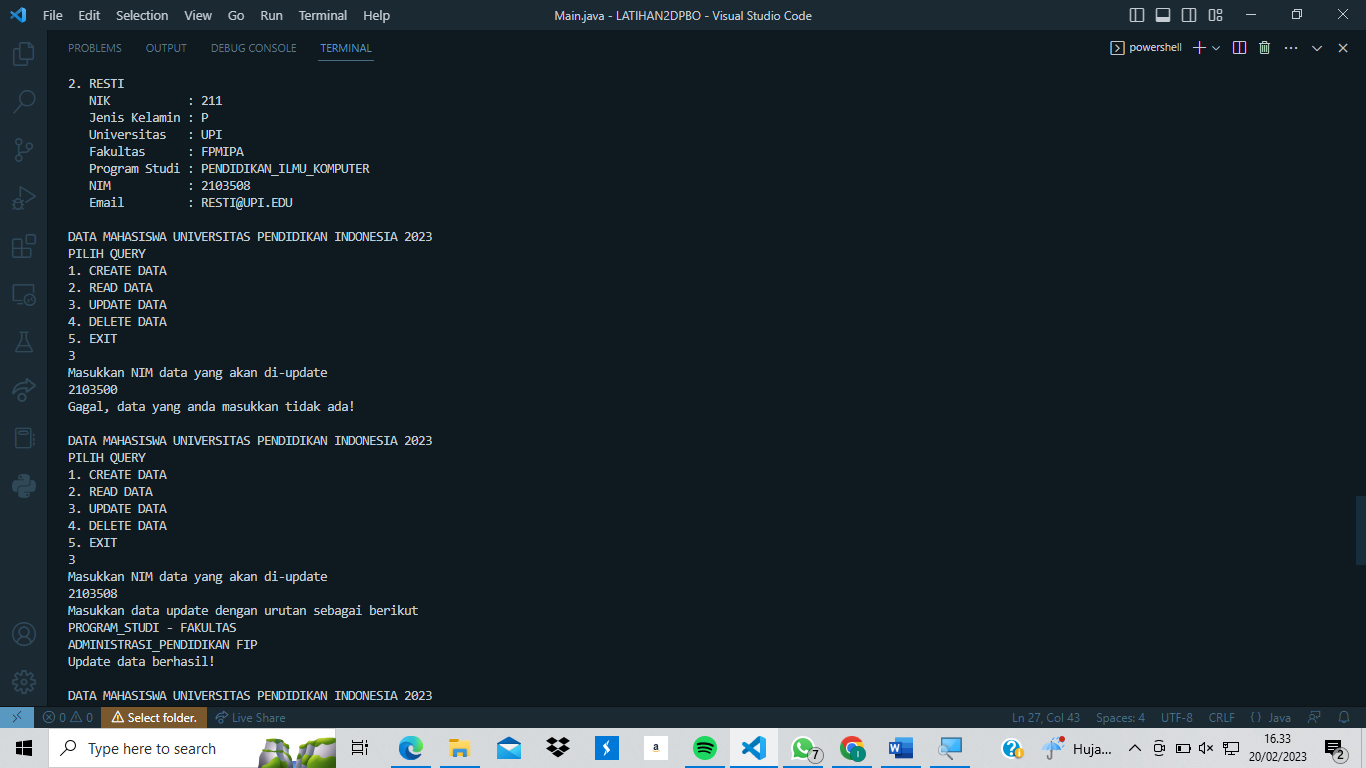 File Edit Selection View Go Run Terminal Help Main.java - LATIHAN2DPBO - Visual Studio Code
PROBLEMS OUTPUT DEBUG CONSOLE TERMINAL powershell
2. RESTI
NIK : 211
Jenis Kelamin : P
Universitas : UPI
Fakultas : FPMIPA
Program Studi : PENDIDIKAN_ILMU_KOMPUTER
NIM : 2103508
Email : RESTI@UPI.EDU
DATA MAHASISWA UNIVERSITAS PENDIDIKAN INDONESIA 2023
PILIH QUERY
1. CREATE DATA
2. READ DATA
3. UPDATE DATA
4. DELETE DATA
5. EXIT
3
Masukkan NIM data yang akan di-update
2103500
Gagal, data yang anda masukkan tidak ada!
DATA MAHASISWA UNIVERSITAS PENDIDIKAN INDONESIA 2023
PILIH QUERY
1. CREATE DATA
2. READ DATA
3. UPDATE DATA
4. DELETE DATA
5. EXIT
3
Masukkan NIM data yang akan di-update
2103508
Masukkan data update dengan urutan sebagai berikut
PROGRAM_STUDI - FAKULTAS
ADMINISTRASI_PENDIDIKAN FIP
Update data berhasil!
DATA MAHASISWA UNIVERSITAS PENDIDIKAN INDONESIA 2023
0 0 Select folder. Live Share Ln 27, Col 43 Spaces: 4 UTF-8 CRLF {} Java
Type here to search a 7 Huja... 16.33
20/02/2023 2